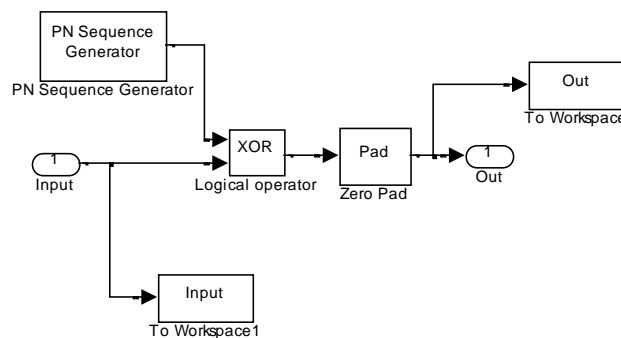 PN Sequence
Generator
PN Sequence Generator
Out
To Workspace
XOR
Logical operator
Pad
Zero Pad
1
Input
1
Out
Input
To Workspace1